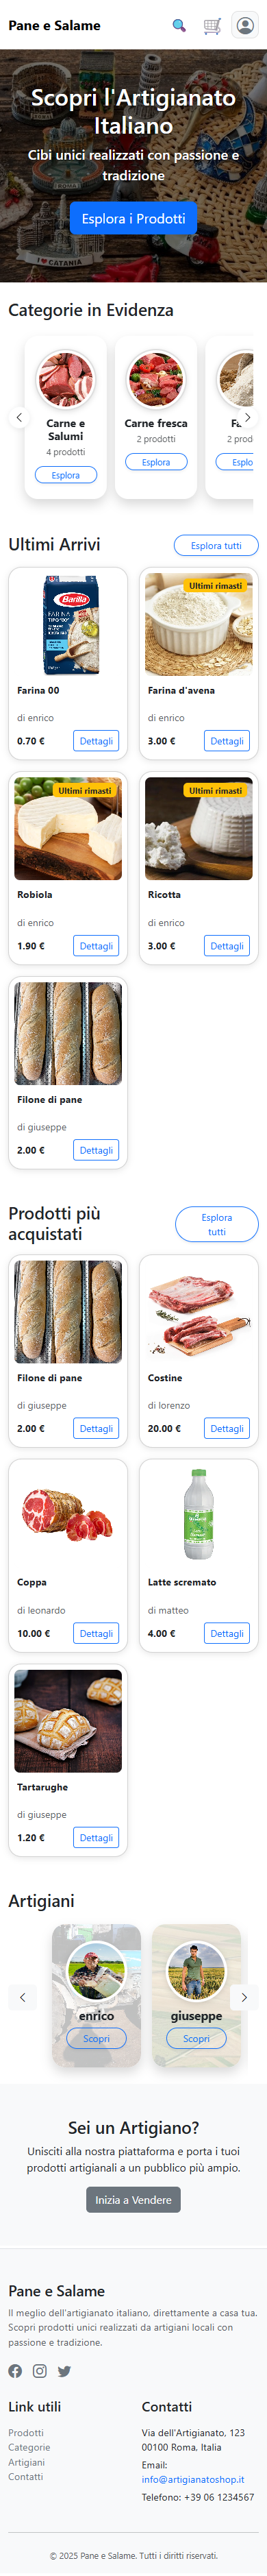 Pane e Salame
Scopri l'Artigianato
Italiano
Cibi unici realizzati con passione e
tradizione
Esplora i Prodotti
I ❤ CATANIA
Categorie in Evidenza
Carne e
Salumi
4 prodotti
Esplora
Carne fresca
2 prodotti
Esplora
Ultimi Arrivi
Esplora tutti
Barilla
FARINA
Farina 00
di enrico
0.70 €
Dettagli
Ultimi rimasti
Farina d'avena
di enrico
3.00 €
Dettagli
Ultimi rimasti
Robiola
di enrico
1.90 €
Dettagli
Ultimi rimasti
Ricotta
di enrico
3.00 €
Dettagli
Filone di pane
di giuseppe
2.00 €
Dettagli
Prodotti più
acquistati
Esplora
tutti
Filone di pane
di giuseppe
2.00 €
Dettagli
Costine
di lorenzo
20.00 €
Dettagli
Coppa
di leonardo
10.00 €
Dettagli
Latte scremato
di matteo
4.00 €
Dettagli
Tartarughe
di giuseppe
1.20 €
Dettagli
Artigiani
enrico
Scopri
giuseppe
Scopri
Sei un Artigiano?
Unisciti alla nostra piattaforma e porta i tuoi
prodotti artigianali a un pubblico più ampio.
Inizia a Vendere
Pane e Salame
Il meglio dell'artigianato italiano, direttamente a casa tua.
Scopri prodotti unici realizzati da artigiani locali con
passione e tradizione.
Link utili
Prodotti
Categorie
Artigiani
Contatti
Contatti
Via dell'Artigianato, 123
00100 Roma, Italia
Email:
info@artigianatoshop.it
Telefono: +39 06 1234567
© 2025 Pane e Salame. Tutti i diritti riservati.